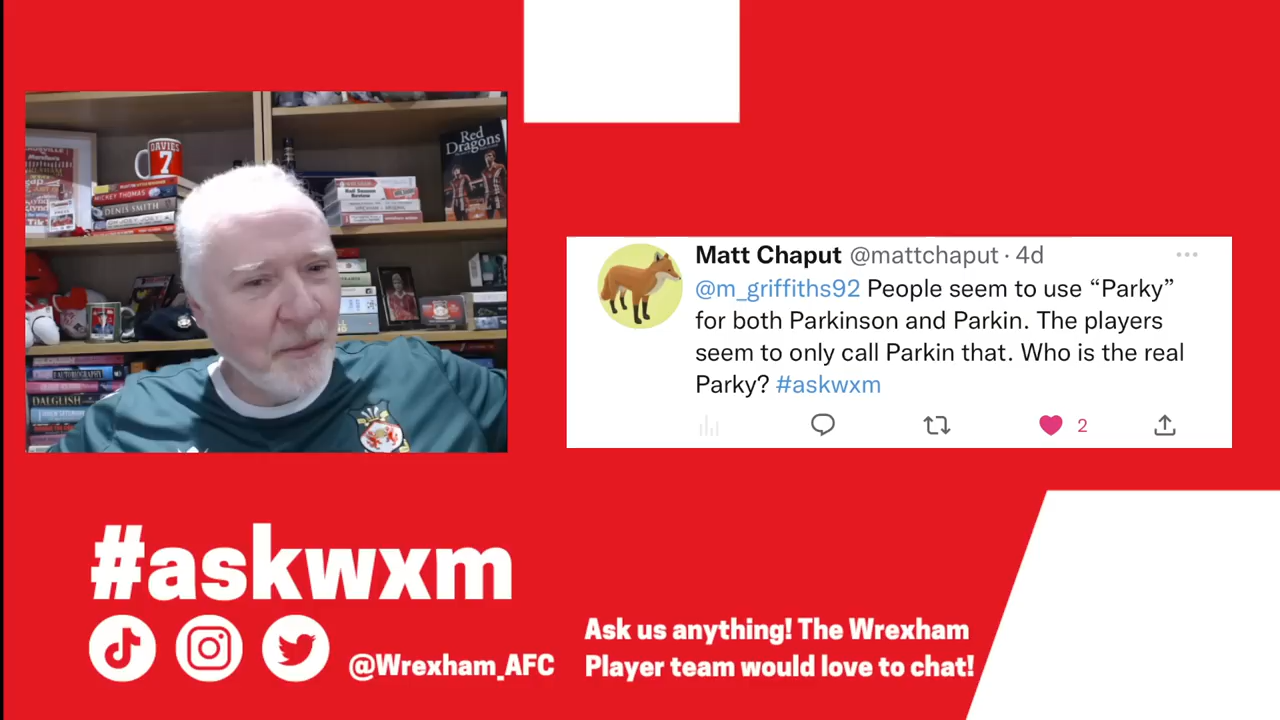 DAVIES
7
MICKEY THOMAS
DENIS SMITH
Red
Dragons
AUTOBIOGRAPHY
DALGLISH
Matt Chaput @mattchaput · 4d
@m_griffiths92 People seem to use “Parky”
for both Parkinson and Parkin. The players
seem to only call Parkin that. Who is the real
Parky? #askwxm
2
#askwxm
@Wrexham_AFC
Ask us anything! The Wrexham
Player team would love to chat!